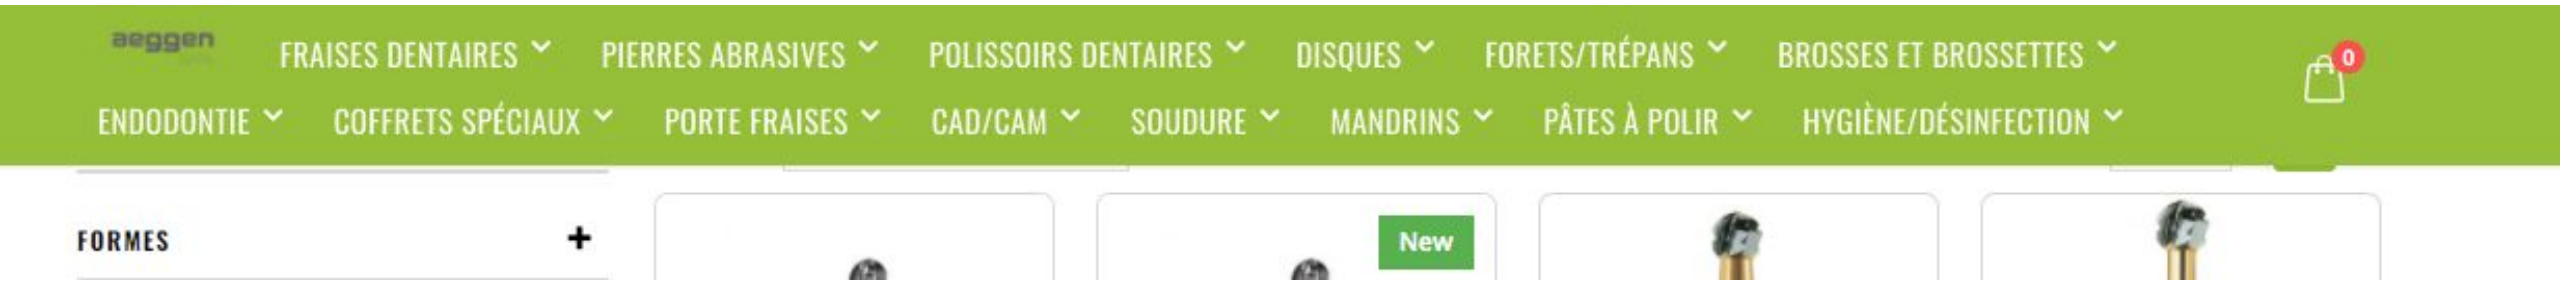 aeggen
FRAISES DENTAIRES PIERRES ABRASIVES POLISSOIRS DENTAIRES DISQUES FORETS/TRÉPANS BROSSES ET BROSSETTES 0
ENDODONTIE COFFRETS SPÉCIAUX PORTE FRAISES CAD/CAM SOUDURE MANDRINS PÂTES À POLIR HYGIÈNE/DÉSINFECTION
FORMES +
New